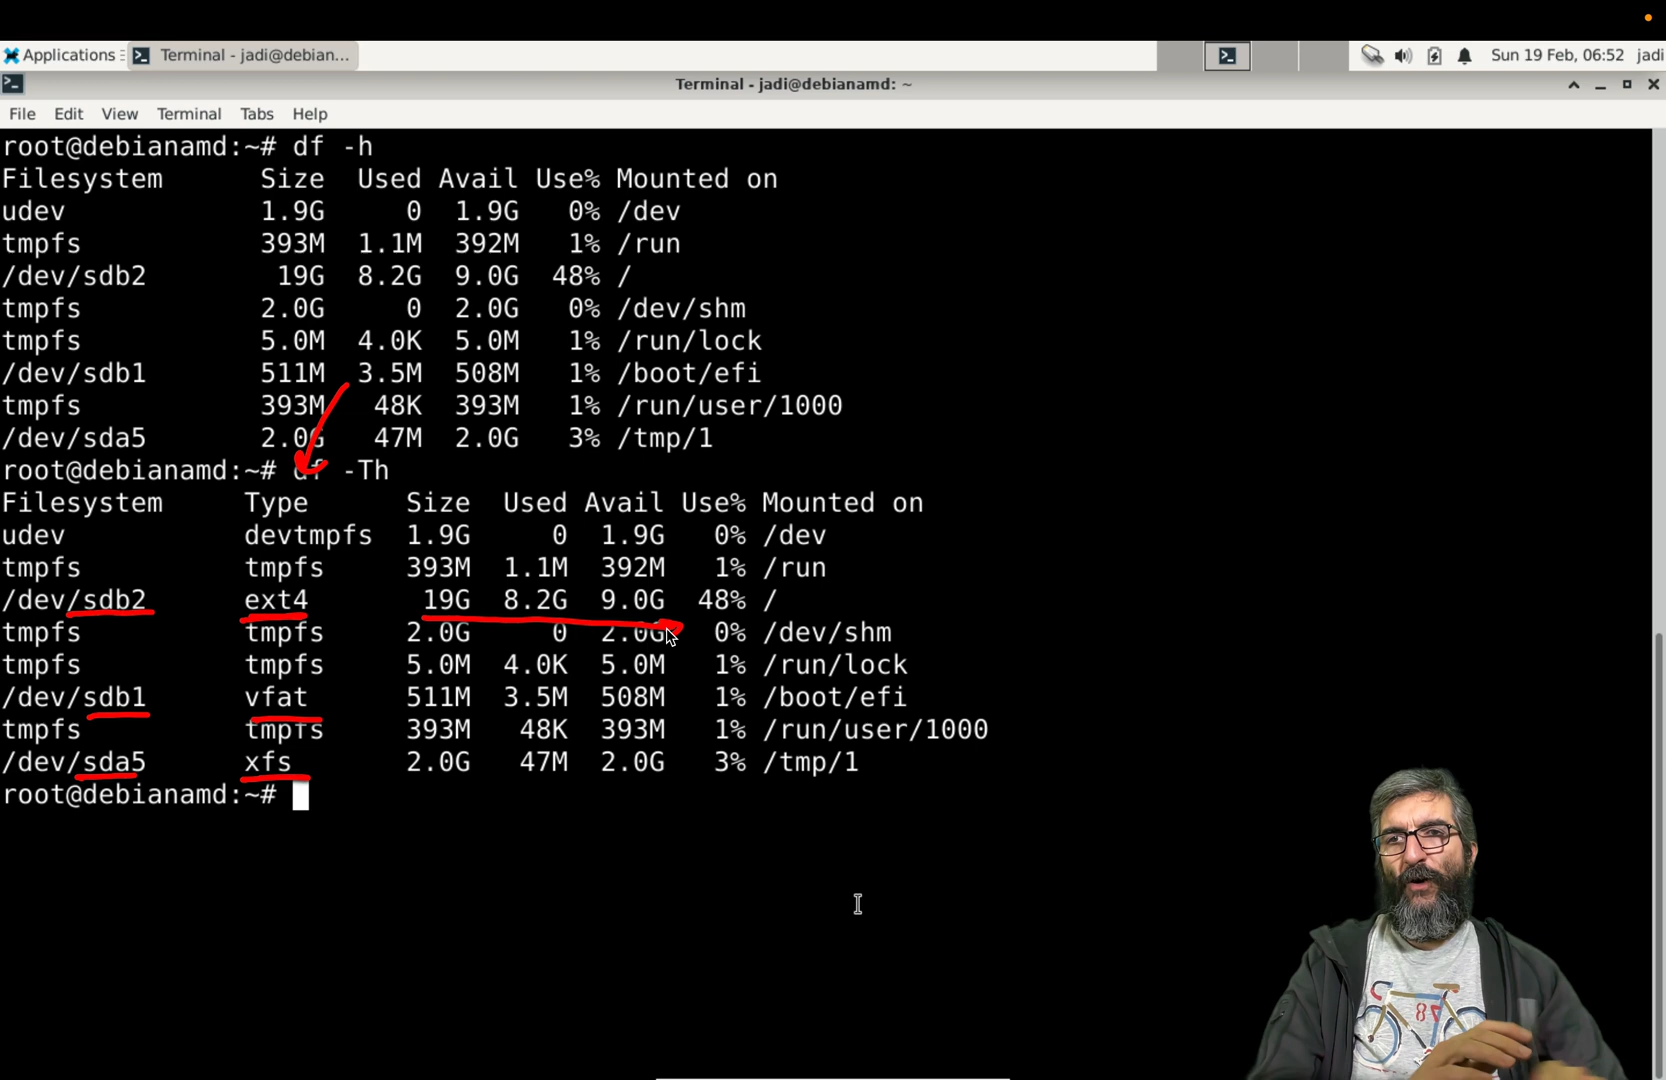 Applications
Terminal - jadi@debian...
Sun 19 Feb, 06:52 jadi
Terminal - jadi@debianamd: ~
File Edit View Terminal Tabs Help
root@debianamd:~# df -h
Filesystem Size Used Avail Use% Mounted on
udev 1.9G 0 1.9G 0% /dev
tmpfs 393M 1.1M 392M 1% /run
/dev/sdb2 19G 8.2G 9.0G 48% /
tmpfs 2.0G 0 2.0G 0% /dev/shm
tmpfs 5.0M 4.0K 5.0M 1% /run/lock
/dev/sdb1 511M 3.5M 508M 1% /boot/efi
tmpfs 393M 48K 393M 1% /run/user/1000
/dev/sda5 2.0G 47M 2.0G 3% /tmp/1
root@debianamd:~# df -Th
Filesystem Type Size Used Avail Use% Mounted on
udev devtmpfs 1.9G 0 1.9G 0% /dev
tmpfs tmpfs 393M 1.1M 392M 1% /run
/dev/sdb2 ext4 19G 8.2G 9.0G 48% /
tmpfs tmpfs 2.0G 0 2.0G 0% /dev/shm
tmpfs tmpfs 5.0M 4.0K 5.0M 1% /run/lock
/dev/sdb1 vfat 511M 3.5M 508M 1% /boot/efi
tmpfs tmpfs 393M 48K 393M 1% /run/user/1000
/dev/sda5 xfs 2.0G 47M 2.0G 3% /tmp/1
root@debianamd:~#